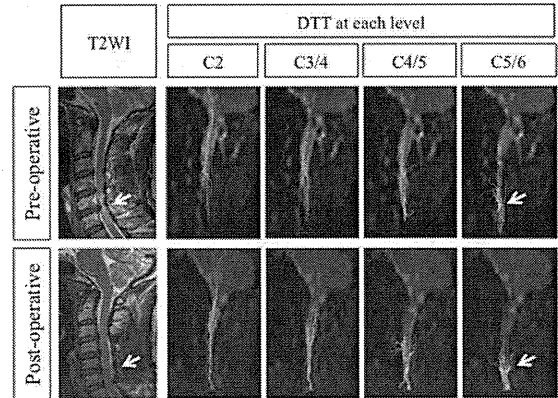 T2WI
DTT at each level
C2
C3/4
C4/5
C5/6
Pre-operative
Post-operative